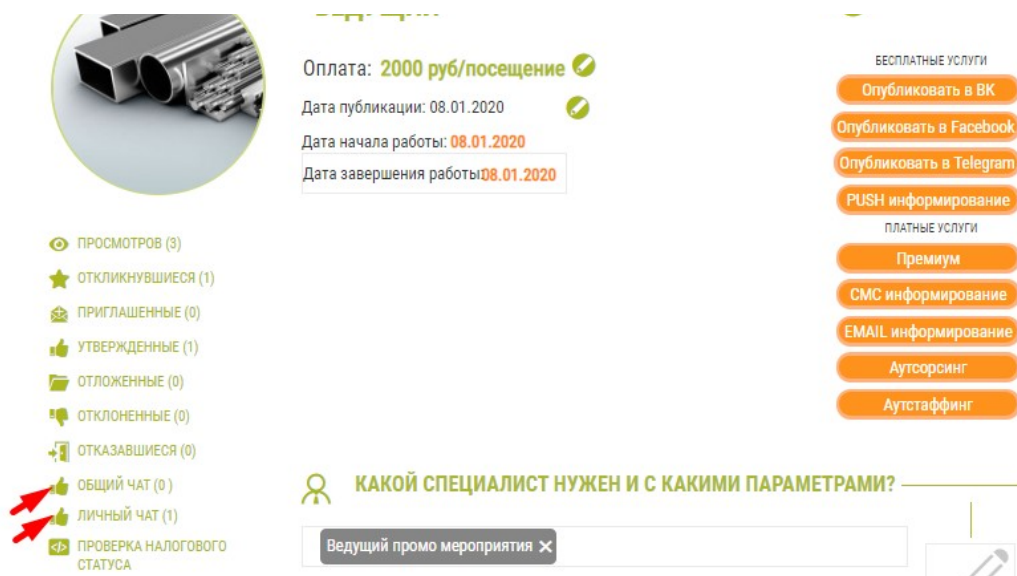 Оплата: 2000 руб/посещение
Дата публикации: 08.01.2020
Дата начала работы: 08.01.2020
Дата завершения работы:08.01.2020
ПРОСМОТРОВ (3)
ОТКЛИКНУВШИЕСЯ (1)
ПРИГЛАШЕННЫЕ (0)
УТВЕРЖДЕННЫЕ (1)
ОТЛОЖЕННЫЕ (0)
ОТКЛОНЕННЫЕ (0)
ОТКАЗАВШИЕСЯ (0)
ОБЩИЙ ЧАТ (0 )
ЛИЧНЫЙ ЧАТ (1)
ПРОВЕРКА НАЛОГОВОГО
СТАТУСА
БЕСПЛАТНЫЕ УСЛУГИ
Опубликовать в ВК
Опубликовать в Facebook
Опубликовать в Telegram
PUSH информирование
ПЛАТНЫЕ УСЛУГИ
Премиум
СМС информирование
EMAIL информирование
Аутсорсинг
Аутстаффинг
КАКОЙ СПЕЦИАЛИСТ НУЖЕН И С КАКИМИ ПАРАМЕТРАМИ?
Ведущий промо мероприятия ×